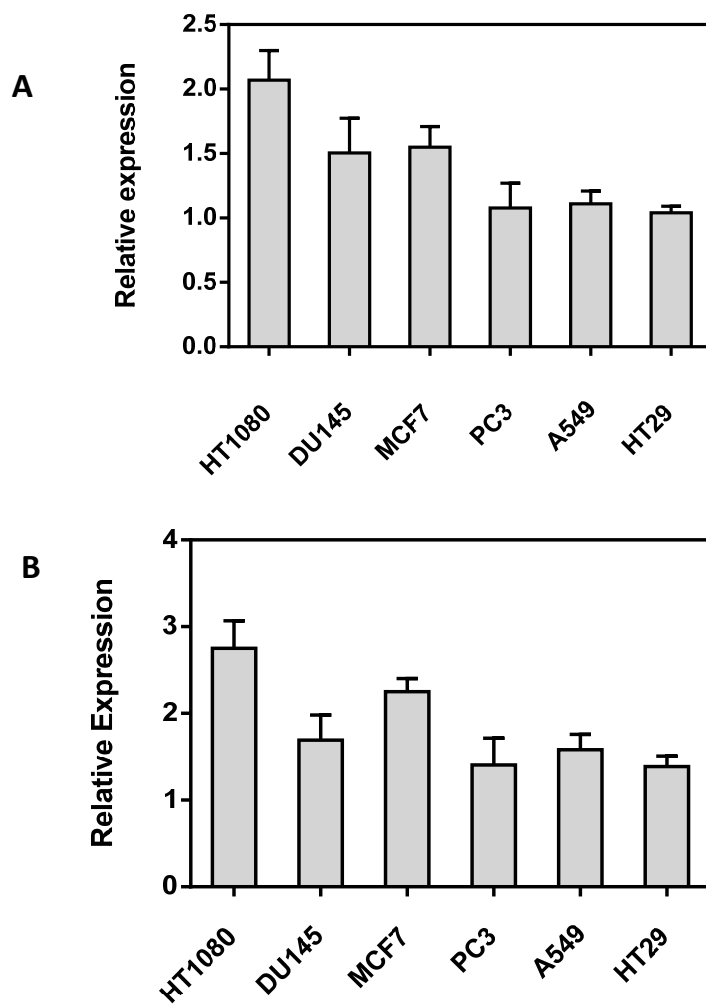 A
Relative expression
2.5
2.0
1.5
1.0
0.5
0.0
HT1080
DU145
MCF7
PC3
A549
HT29
B
Relative Expression
4
3
2
1
0
HT1080
DU145
MCF7
PC3
A549
HT29